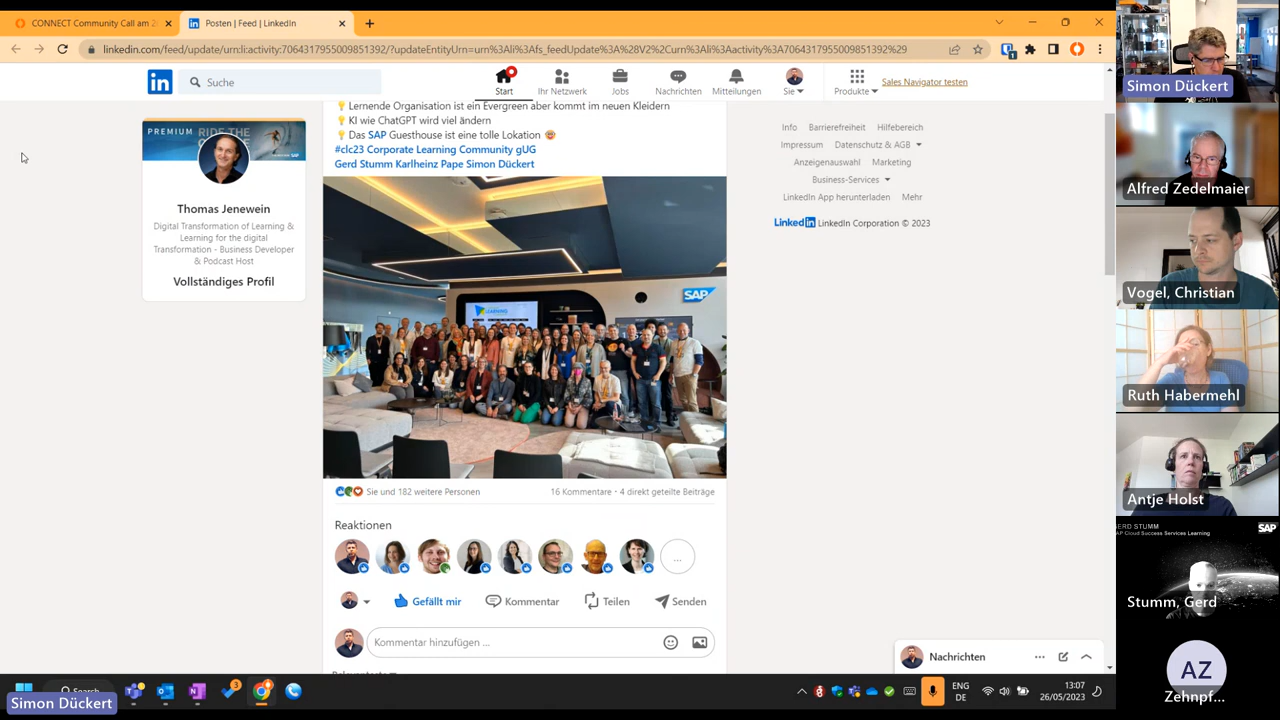 CONNECT Community Call am 2
Posten | Feed | LinkedIn
linkedin.com/feed/update/urn:li:activity:7064317955009851392/?updateEntityUrn=urn%3Ali%3Afs_feedUpdate%3A%28V2%2Curn%3Ali%3Aactivity%3A7064317955009851392%29
in
Suche
Start
Ihr Netzwerk
Jobs
Nachrichten
Mitteilungen
Sie
Produkte
Sales Navigator testen
Lernende Organisation ist ein Evergreen aber kommt im neuen Kleidern
KI wie ChatGPT wird viel ändern
Das SAP Guesthouse ist eine tolle Lokation
#clc23 Corporate Learning Community gUG
Gerd Stumm Karlheinz Pape Simon Dückert
PREMIUM
SAP
Thomas Jenewein
Digital Transformation of Learning &
Learning for the digital
Transformation - Business Developer
& Podcast Host
Vollständiges Profil
SAP
LEARNING
Sie und 182 weitere Personen
16 Kommentare • 4 direkt geteilte Beiträge
Reaktionen
...
Gefällt mir
Kommentar
Teilen
Senden
Kommentar hinzufügen ...
Info
Barrierefreiheit
Hilfebereich
Impressum
Datenschutz & AGB
Anzeigenauswahl
Marketing
Business-Services
LinkedIn App herunterladen
Mehr
LinkedIn LinkedIn Corporation © 2023
Nachrichten
Search
Simon Dückert
3
ENG
DE
13:07
26/05/2023
Simon Dückert
Alfred Zedelmaier
Vogel, Christian
Ruth Habermehl
Antje Holst
GERD STUMM
SAP Cloud Success Services Learning
SAP
Stumm, Gerd
AZ
Zehnpf...